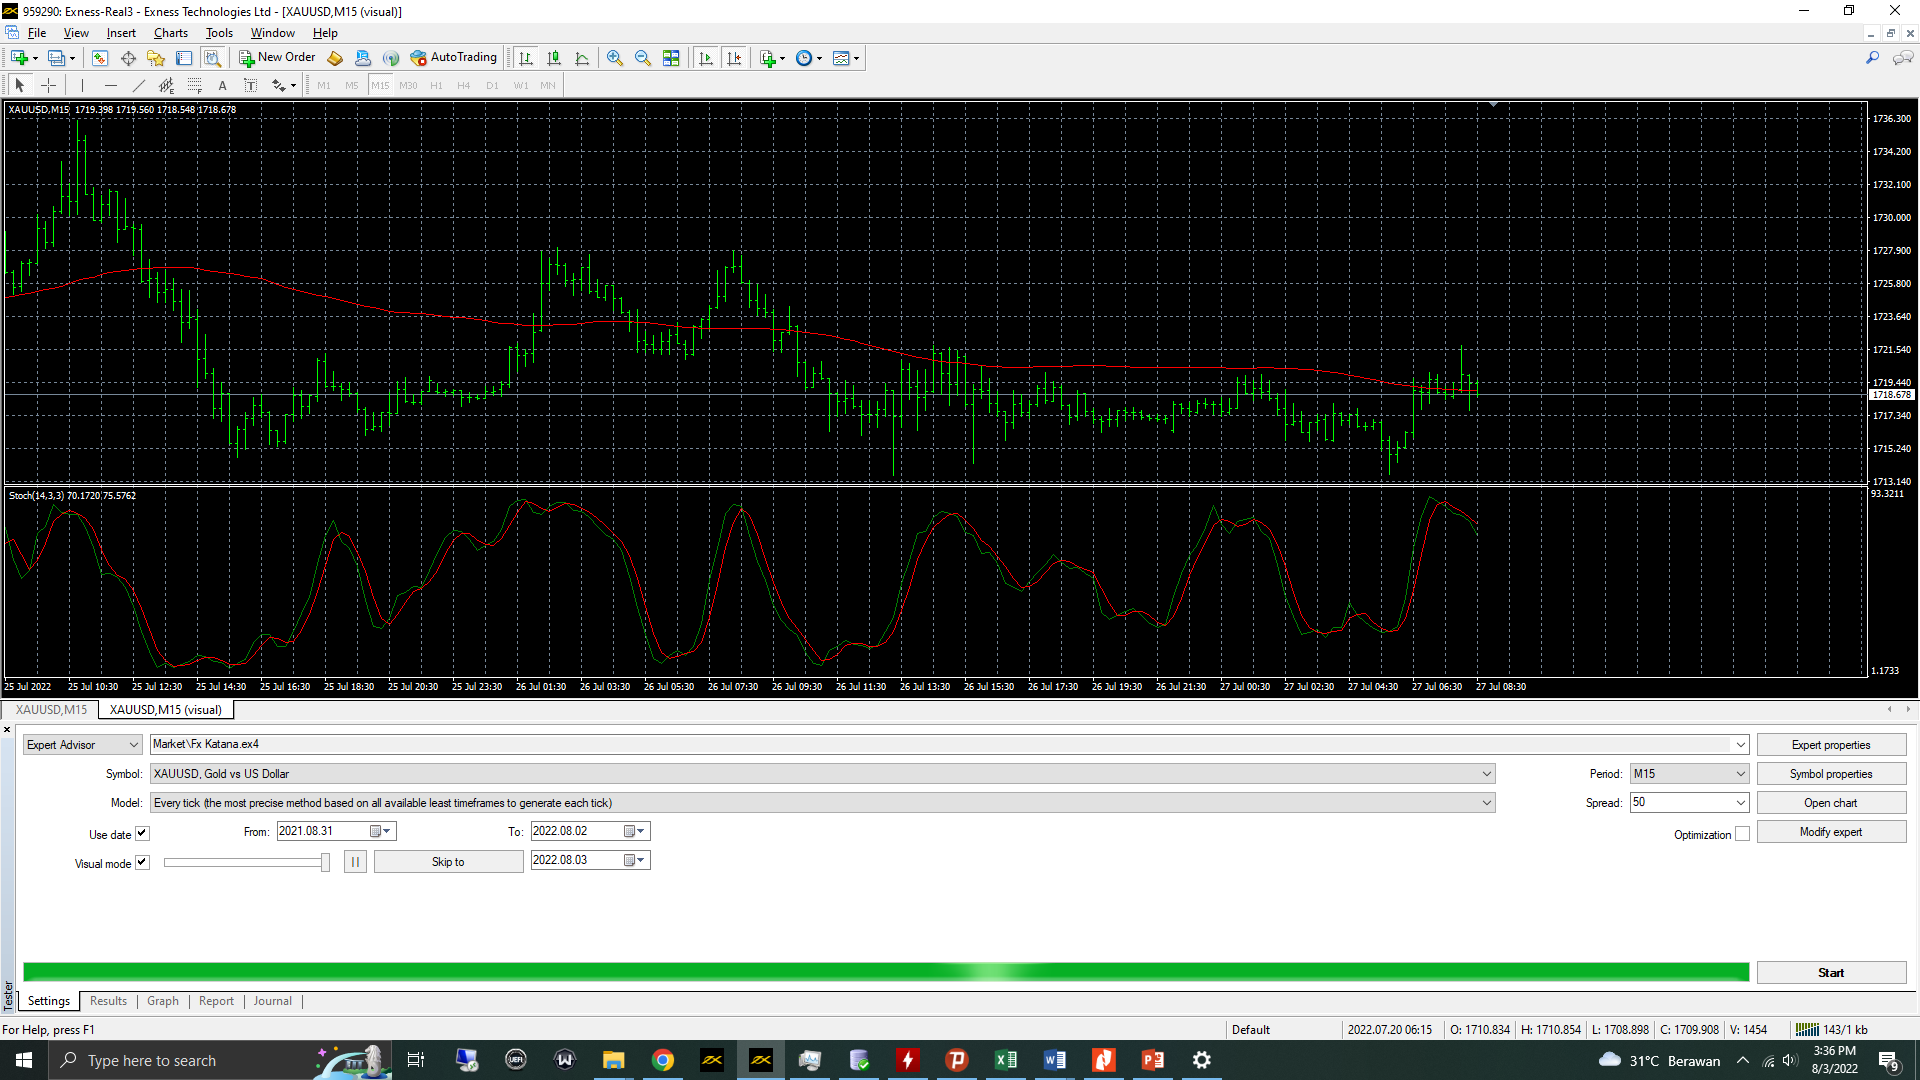 959290: Exness-Real3 - Exness Technologies Ltd - [XAUUSD,M15 (visual)]
File View Insert Charts Tools Window Help
New Order AutoTrading
A T M1 M5 M15 M30 H1 H4 D1 W1 MN
XAUUSD,M15 1719.398 1719.560 1718.548 1718.678
1736.300
1734.200
1732.100
1730.000
1727.900
1725.800
1723.640
1721.540
1719.440
1718.678
1717.340
1715.240
1713.140
Stoch(14,3,3) 70.1720 75.5762
93.3211
1.1733
25 Jul 2022 25 Jul 10:30 25 Jul 12:30 25 Jul 14:30 25 Jul 16:30 25 Jul 18:30 25 Jul 20:30 25 Jul 23:30 26 Jul 01:30 26 Jul 03:30 26 Jul 05:30 26 Jul 07:30 26 Jul 09:30 26 Jul 11:30 26 Jul 13:30 26 Jul 15:30 26 Jul 17:30 26 Jul 19:30 26 Jul 21:30 27 Jul 00:30 27 Jul 02:30 27 Jul 04:30 27 Jul 06:30 27 Jul 08:30
XAUUSD,M15 XAUUSD,M15 (visual)
Expert Advisor Market\Fx Katana.ex4 Expert properties
Symbol: XAUUSD, Gold vs US Dollar Period: M15 Symbol properties
Model: Every tick (the most precise method based on all available least timeframes to generate each tick) Spread: 50 Open chart
Use date From: 2021.08.31 To: 2022.08.02 Optimization Modify expert
Visual mode Skip to 2022.08.03
Start
Tester
Settings Results Graph Report Journal
For Help, press F1 Default 2022.07.20 06:15 O: 1710.834 H: 1710.854 L: 1708.898 C: 1709.908 V: 1454 143/1 kb
Type here to search 31°C Berawan 3:36 PM
8/3/2022 9